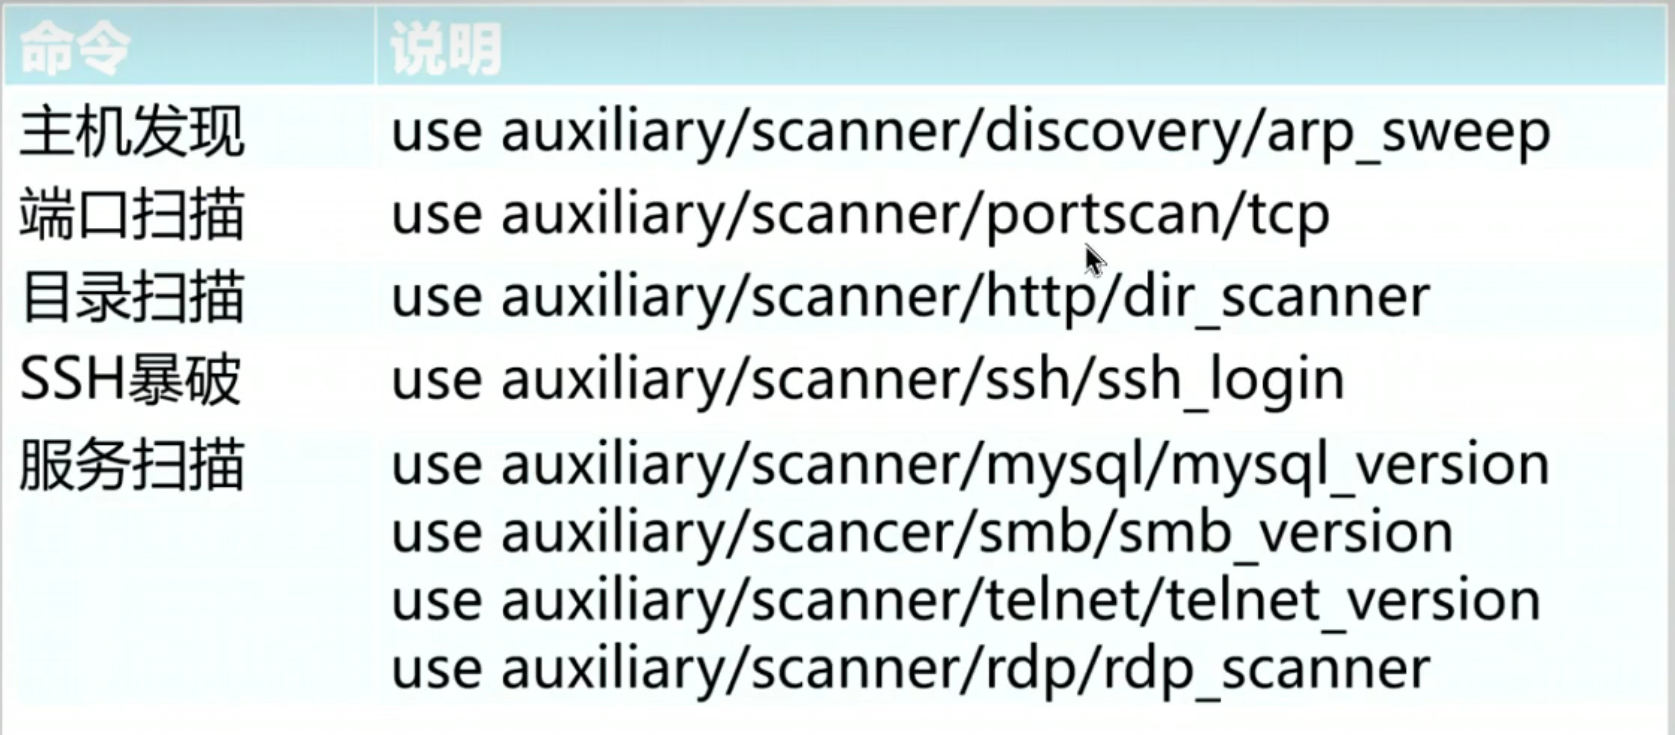 命令 说明
主机发现 use auxiliary/scanner/discovery/arp_sweep
端口扫描 use auxiliary/scanner/portscan/tcp
目录扫描 use auxiliary/scanner/http/dir_scanner
SSH暴破 use auxiliary/scanner/ssh/ssh_login
服务扫描 use auxiliary/scanner/mysql/mysql_version
use auxiliary/scancer/smb/smb_version
use auxiliary/scanner/telnet/telnet_version
use auxiliary/scanner/rdp/rdp_scanner